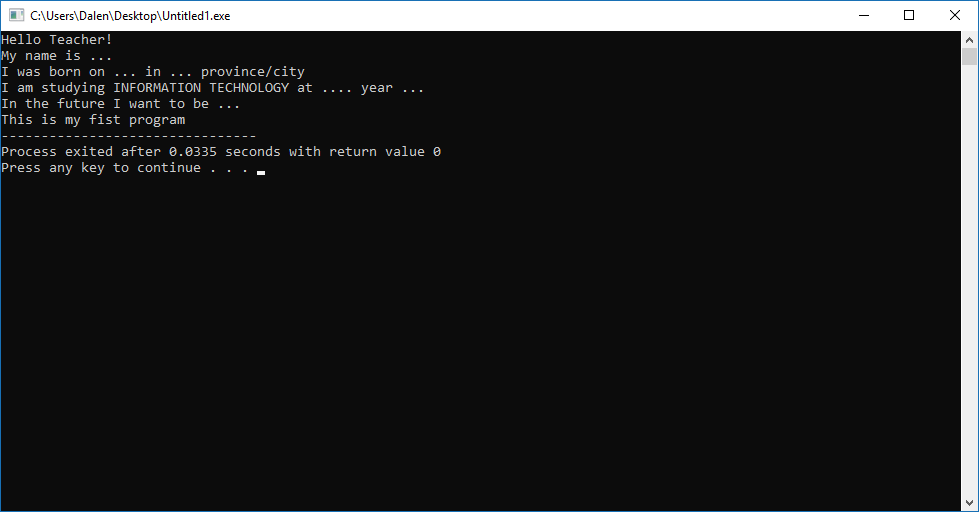 C:\Users\Dalen\Desktop\Untitled1.exe
Hello Teacher!
My name is ...
I was born on ... in ... province/city
I am studying INFORMATION TECHNOLOGY at .... year ...
In the future I want to be ...
This is my fist program
--------------------------------
Process exited after 0.0335 seconds with return value 0
Press any key to continue . . .